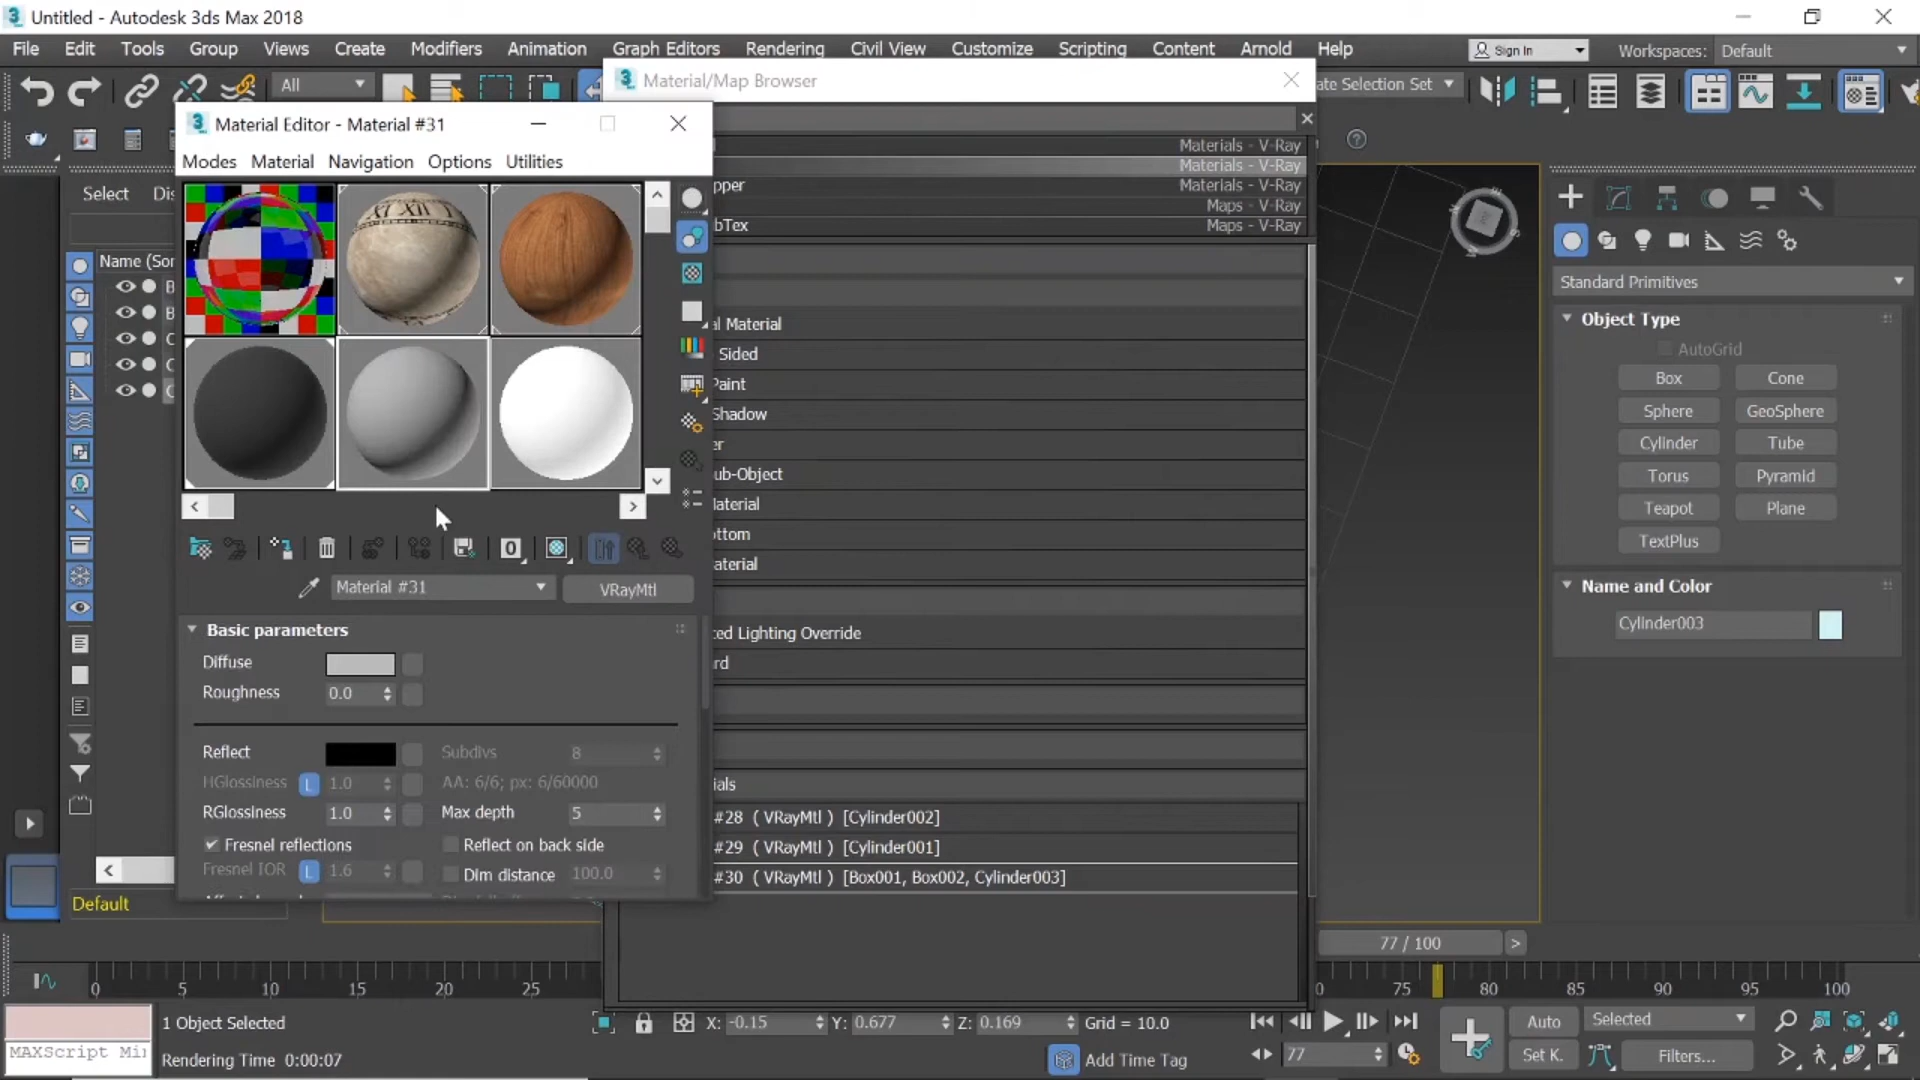 Untitled - Autodesk 3ds Max 2018
File Edit Tools Group Views Create Modifiers Animation Graph Editors Rendering Civil View Customize Scripting Content Arnold Help
Sign In
Workspaces: Default
All
Material/Map Browser
ate Selection Set
Material Editor - Material #31
Modes Material Navigation Options Utilities
Select
Materials - V-Ray
Materials - V-Ray
pper Materials - V-Ray
Maps - V-Ray
bTex Maps - V-Ray
Name (Sor
XII
Standard Primitives
Object Type
AutoGrid
Box Cone
Sphere GeoSphere
Cylinder Tube
Torus Pyramid
Teapot Plane
TextPlus
Name and Color
Cylinder003
al Material
Sided
Paint
Shadow
er
ub-Object
laterial
ottom
aterial
ced Lighting Override
rd
ials
#28 ( VRayMtl ) [Cylinder002]
#29 ( VRayMtl ) [Cylinder001]
#30 ( VRayMtl ) [Box001, Box002, Cylinder003]
0
Material #31
VRayMtl
Basic parameters
Diffuse
Roughness 0.0
Reflect Subdivs 8
HGlossiness L 1.0 AA: 6/6; px: 6/60000
RGlossiness 1.0 Max depth 5
Fresnel reflections Reflect on back side
Fresnel IOR L 1.6 Dim distance 100.0
Default
77 / 100
0 5 10 15 20 25
0 75 80 85 90 95 100
1 Object Selected
X: -0.15 Y: 0.677 Z: 0.169 Grid = 10.0
Auto Selected
MAXScript Mi
Rendering Time 0:00:07
Add Time Tag
77
Set K. Filters...